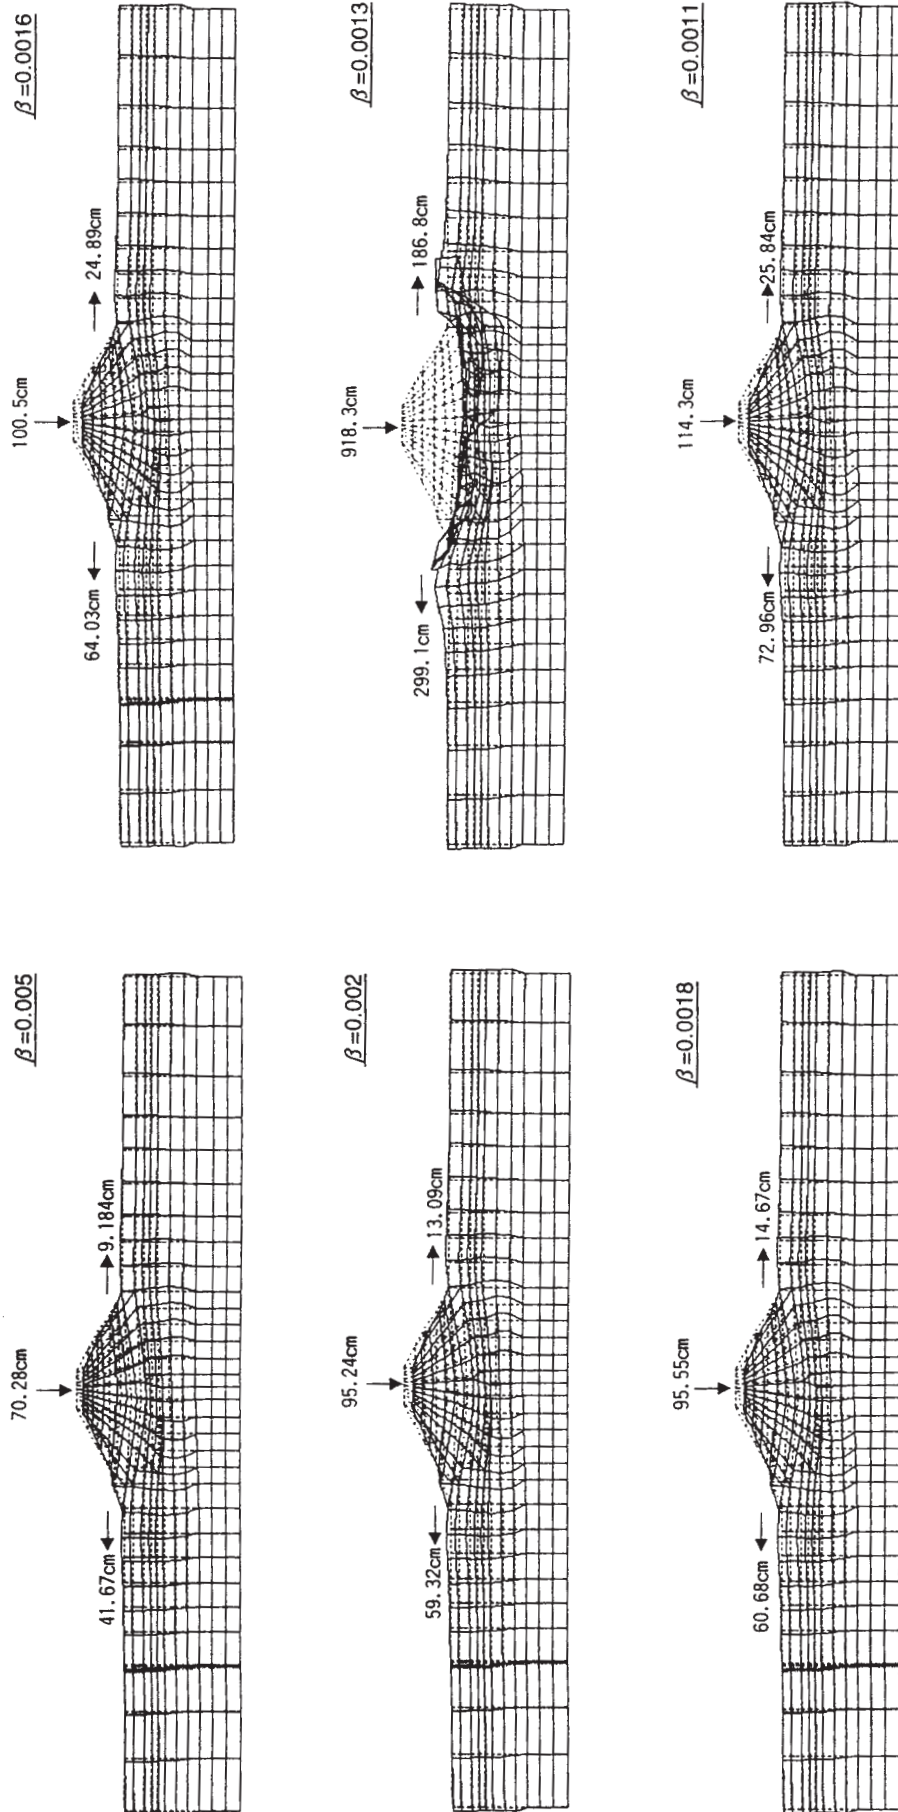 β=0.005
70.28cm
41.67cm
9.184cm
β=0.002
95.24cm
59.32cm
13.09cm
β=0.0018
95.55cm
60.68cm
14.67cm
β=0.0016
100.5cm
64.03cm
24.89cm
β=0.0013
918.3cm
299.1cm
186.8cm
β=0.0011
114.3cm
72.96cm
25.84cm